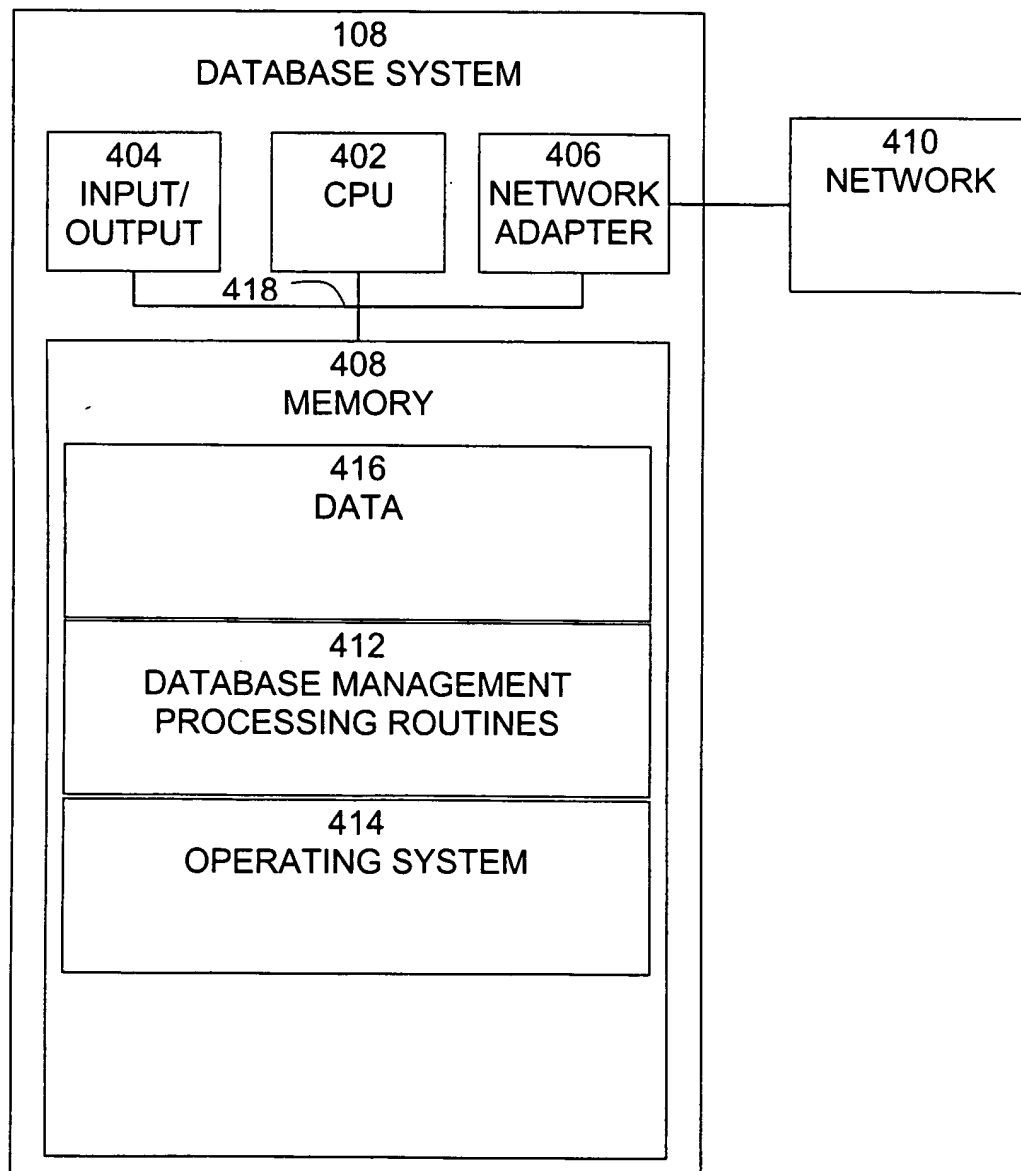 108
DATABASE SYSTEM
404
INPUT/
OUTPUT
402
CPU
406
NETWORK
ADAPTER
410
NETWORK
418
408
MEMORY
416
DATA
412
DATABASE MANAGEMENT
PROCESSING ROUTINES
414
OPERATING SYSTEM